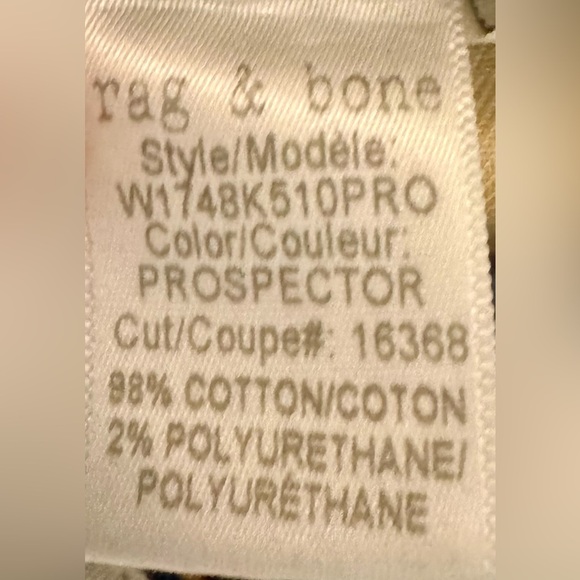 rag & bone
Style/Modèle:
W1748K510PRO
Color/Couleur:
PROSPECTOR
Cut/Coupe#: 16368
98% COTTON/COTON
2% POLYURETHANE/
POLYURÉTHANE